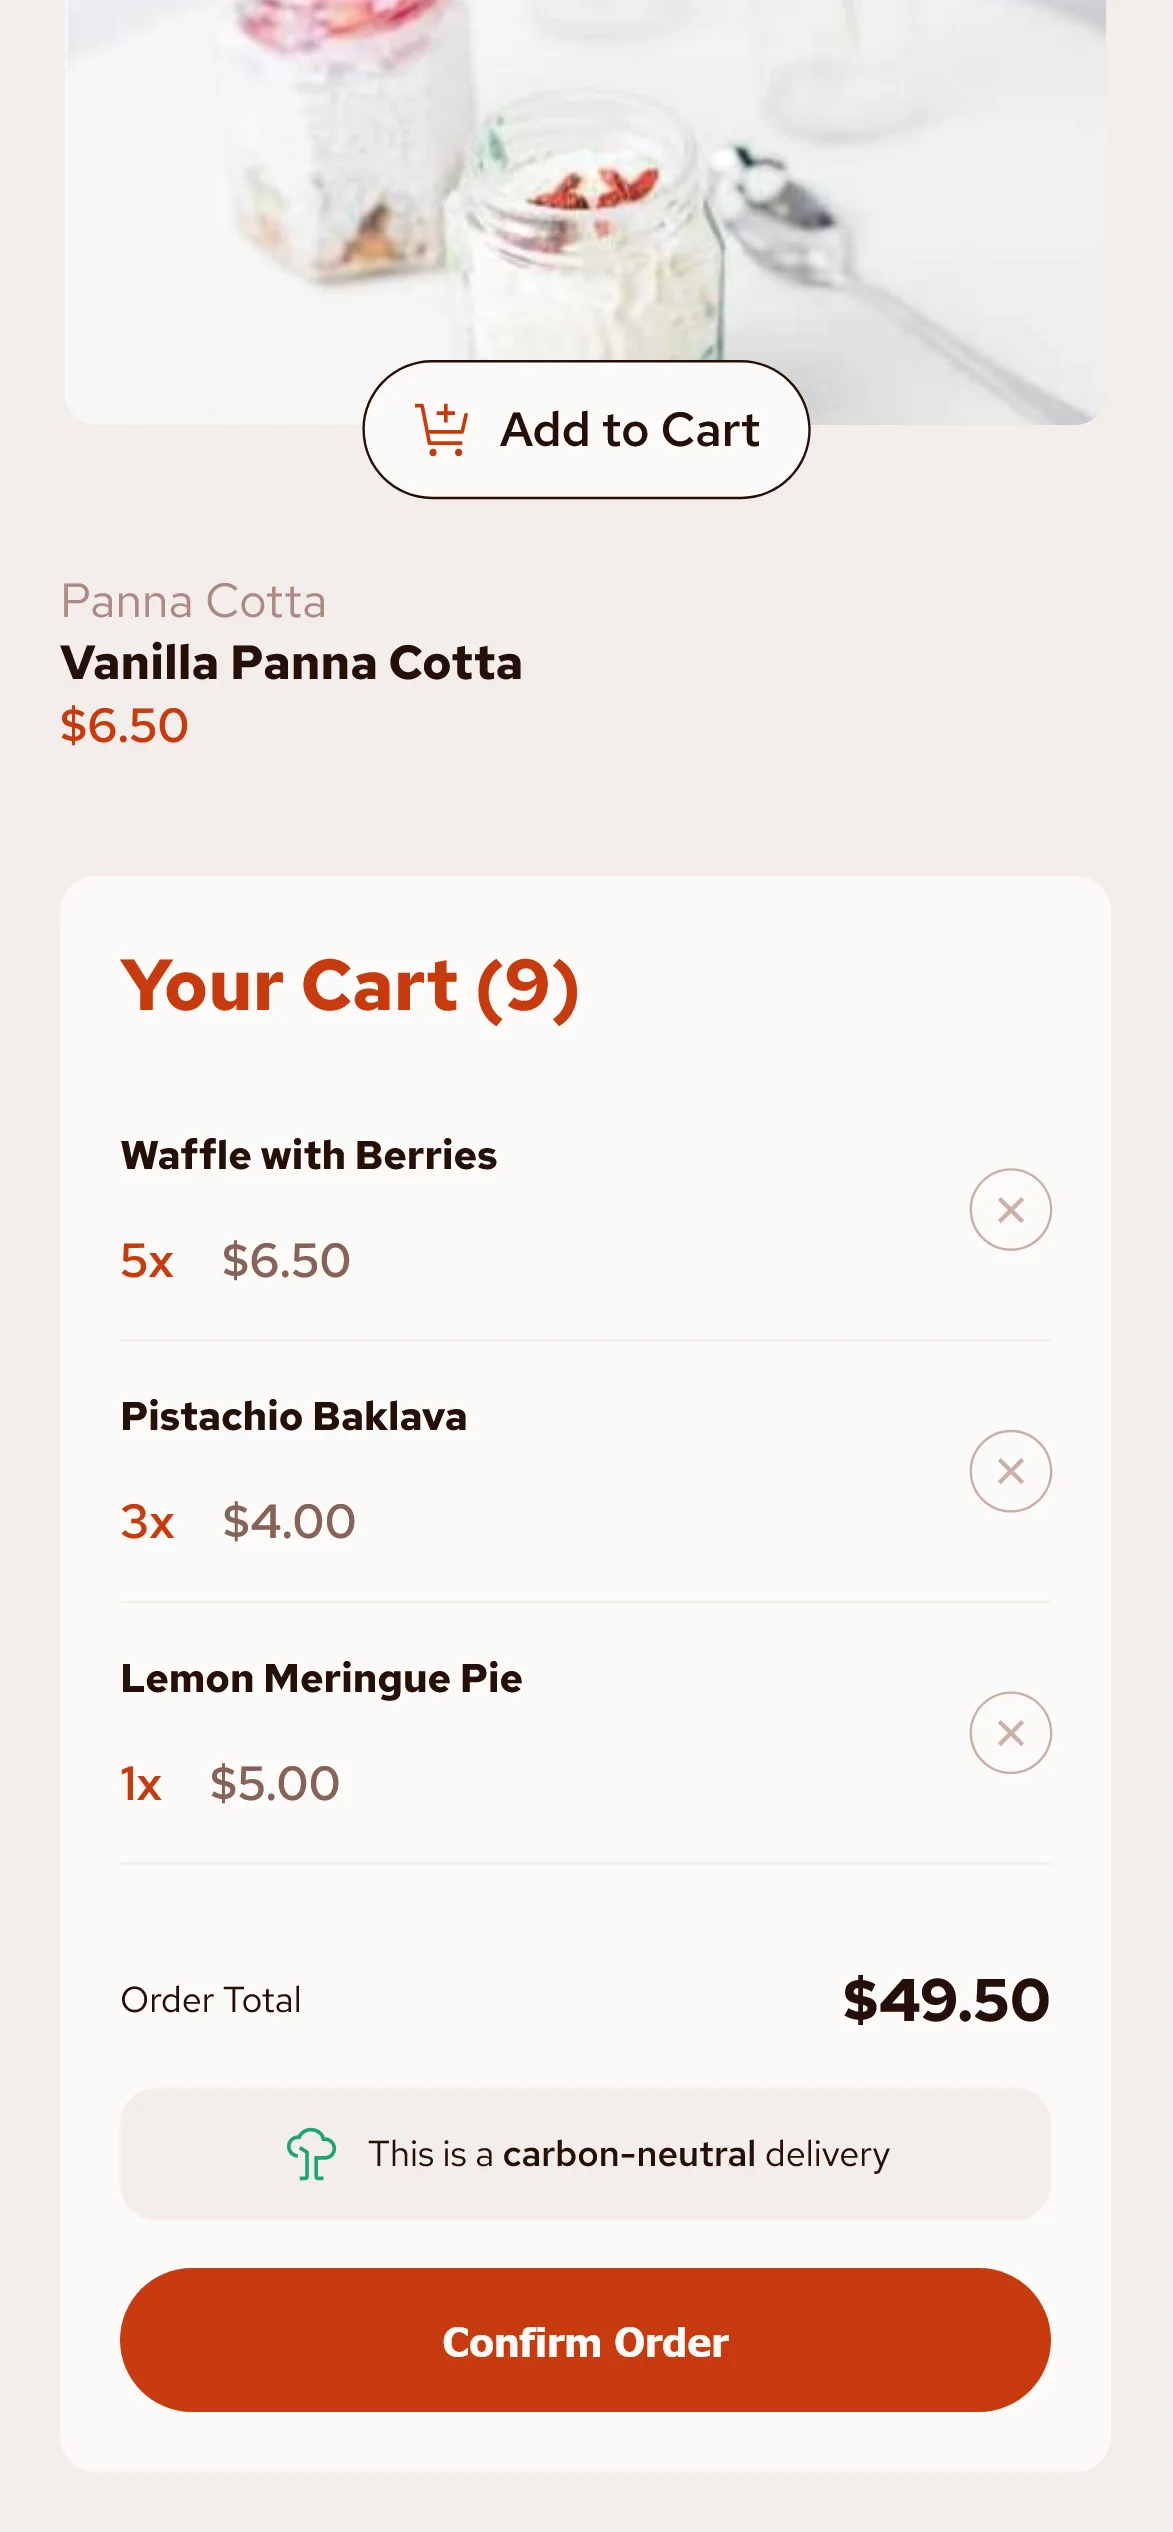 Add to Cart
Panna Cotta
Vanilla Panna Cotta
$6.50
Your Cart (9)
Waffle with Berries
5x $6.50
Pistachio Baklava
3x $4.00
Lemon Meringue Pie
1x $5.00
Order Total $49.50
This is a carbon-neutral delivery
Confirm Order